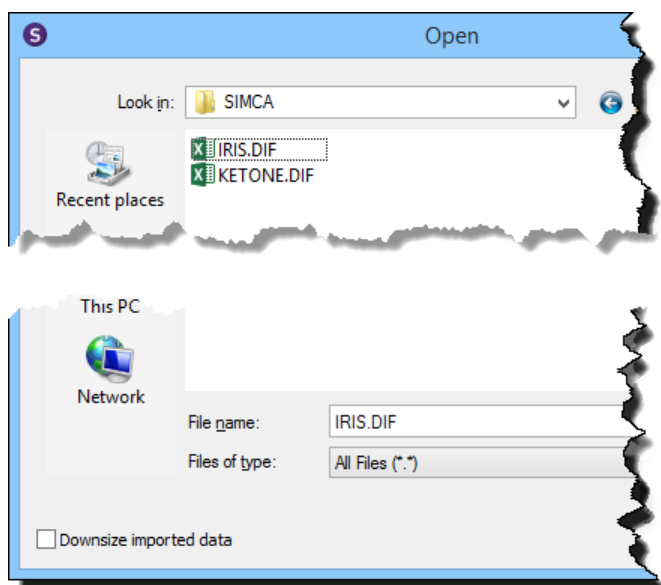 S
Open
Look in: SIMCA
IRIS.DIF
KETONE.DIF
Recent places
This PC
Network
File name: IRIS.DIF
Files of type: All Files (*.*)
Downsize imported data